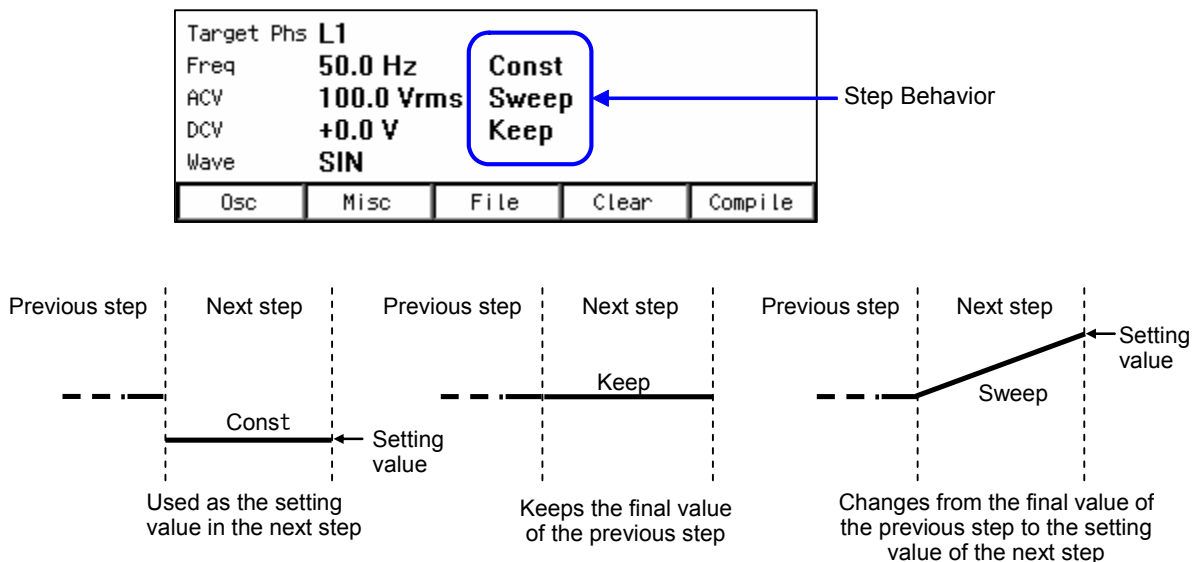 Target Phs L1
Freq 50.0 Hz Const
ACV 100.0 Vrms Sweep
DCV +0.0 V Keep
Wave SIN
Osc Misc File Clear Compile
Step Behavior
Previous step Next step
Const
Setting
value
Used as the setting
value in the next step
Previous step Next step
Keep
Keeps the final value
of the previous step
Previous step Next step
Setting
value
Sweep
Changes from the final value of
the previous step to the setting
value of the next step